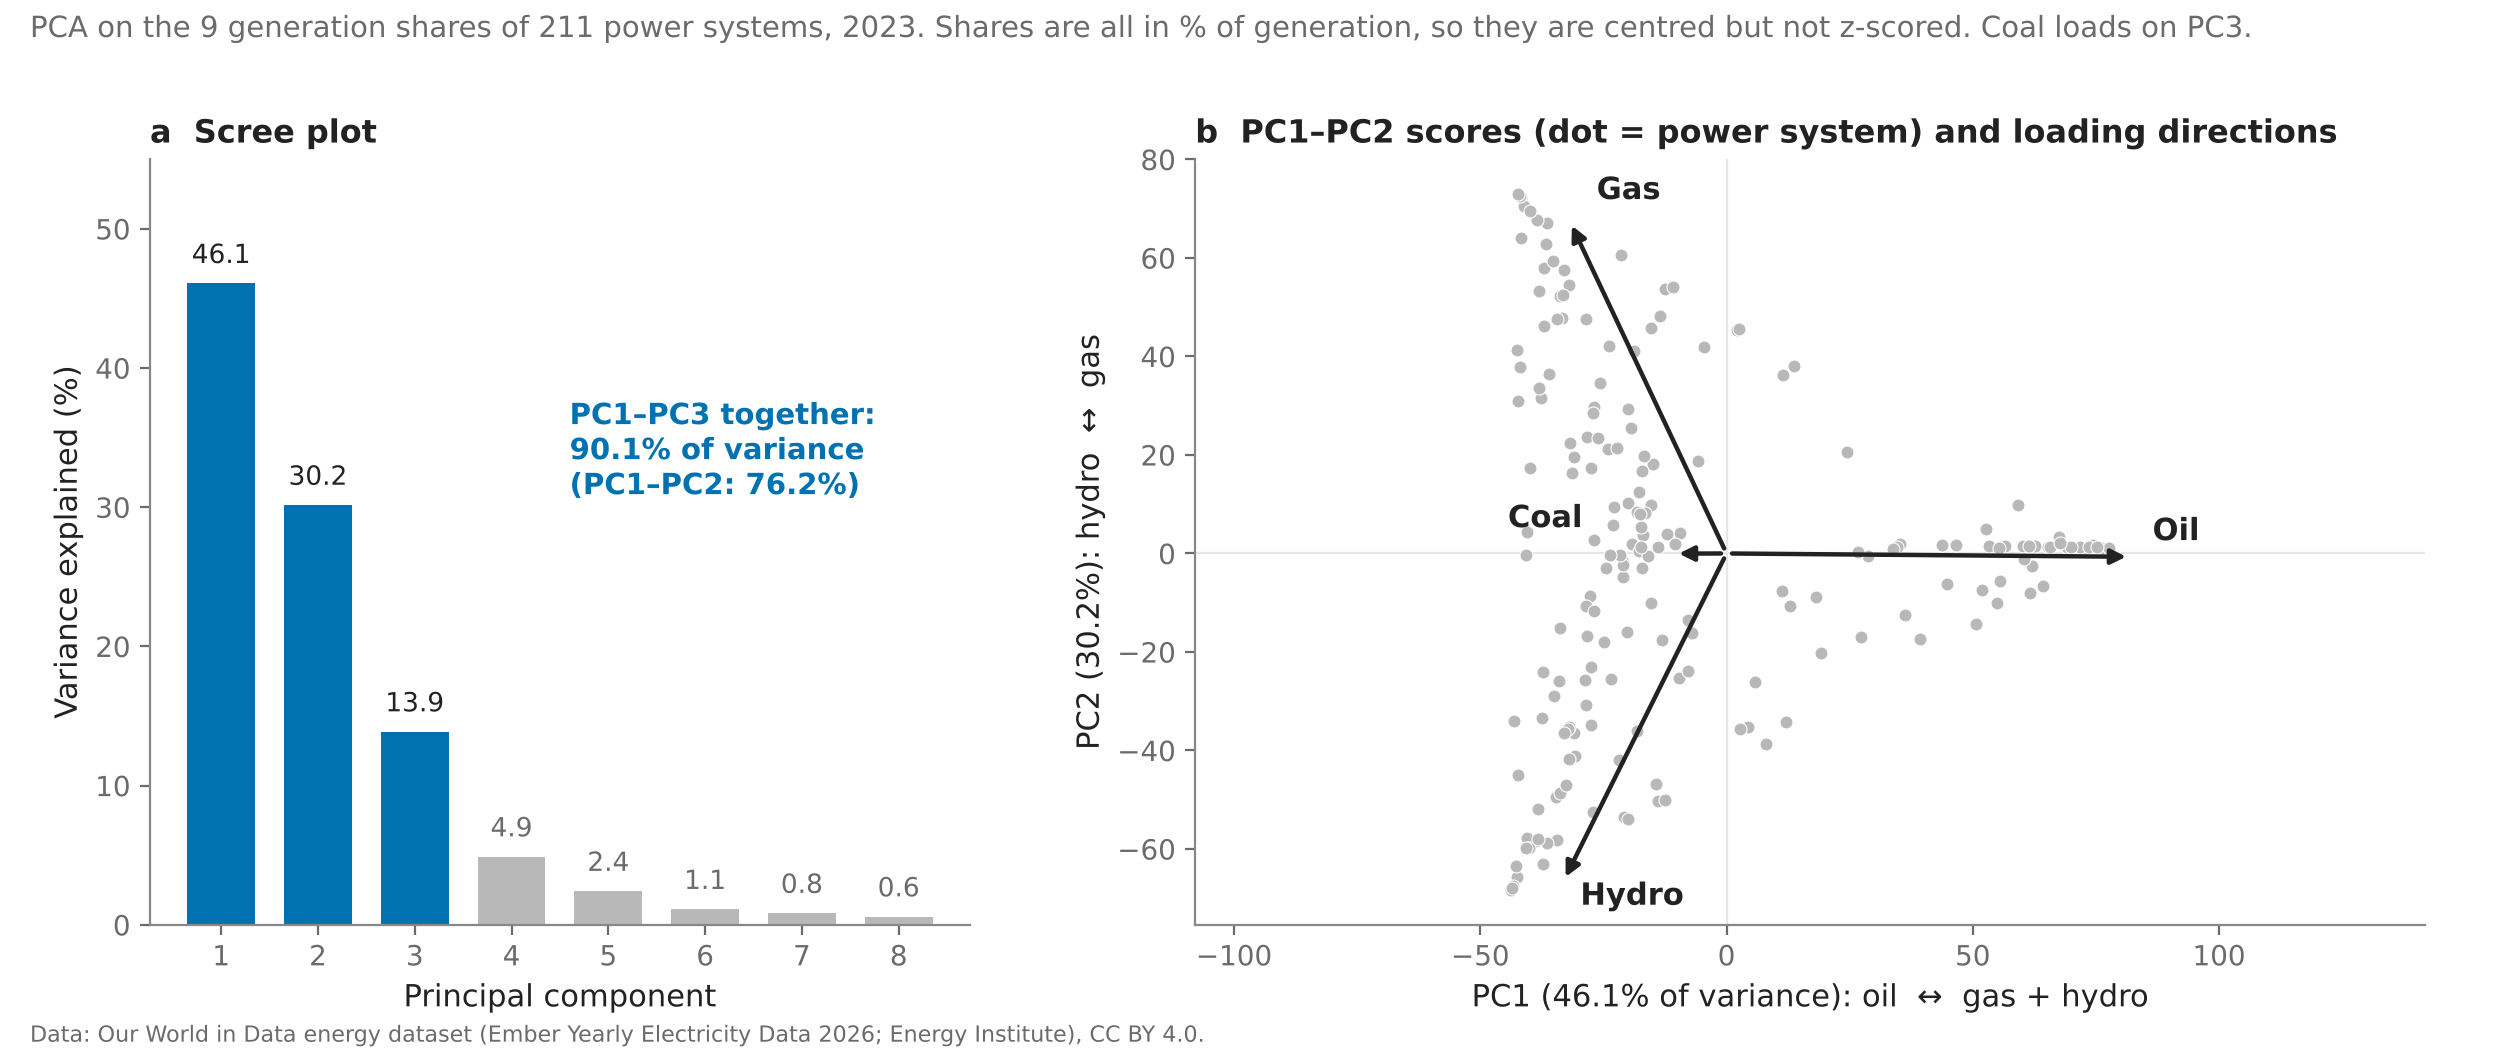 PCA on the 9 generation shares of 211 power systems, 2023. Shares are all in % of generation, so they are centred but not z-scored. Coal loads on PC3.
a Scree plot
50
40
30
20
10
0
Variance explained (%)
46.1
30.2
13.9
4.9
2.4
1.1
0.8
0.6
PC1–PC3 together:
90.1% of variance
(PC1–PC2: 76.2%)
1 2 3 4 5 6 7 8
Principal component
b PC1–PC2 scores (dot = power system) and loading directions
80
60
40
20
0
−20
−40
−60
PC2 (30.2%): hydro ↔ gas
Gas
Coal
Oil
Hydro
−100 −50 0 50 100
PC1 (46.1% of variance): oil ↔ gas + hydro
Data: Our World in Data energy dataset (Ember Yearly Electricity Data 2026; Energy Institute), CC BY 4.0.